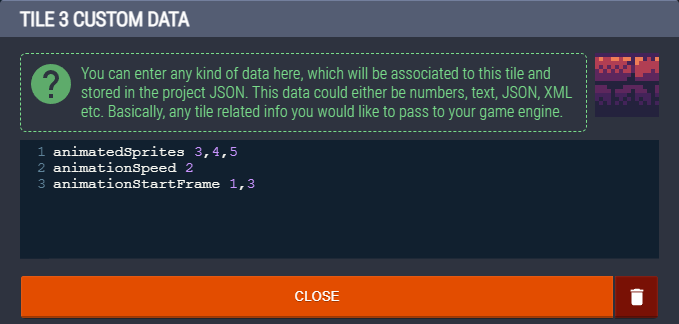 TILE 3 CUSTOM DATA
?
You can enter any kind of data here, which will be associated to this tile and
stored in the project JSON. This data could either be numbers, text, JSON, XML
etc. Basically, any tile related info you would like to pass to your game engine.
1 animatedSprites 3,4,5
2 animationSpeed 2
3 animationStartFrame 1,3
CLOSE